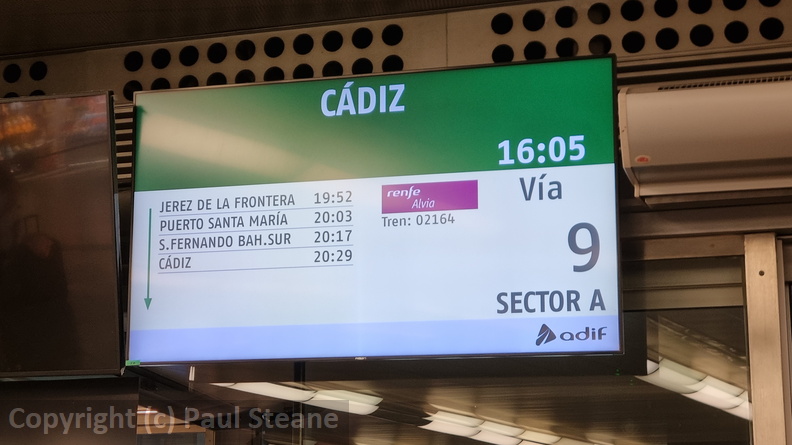 CÁDIZ
16:05
JEREZ DE LA FRONTERA 19:52
PUERTO SANTA MARÍA 20:03
S.FERNANDO BAH.SUR 20:17
CÁDIZ 20:29
renfe
Alvia
Tren: 02164
Vía
9
SECTOR A
adif
Copyright (c) Paul Steane